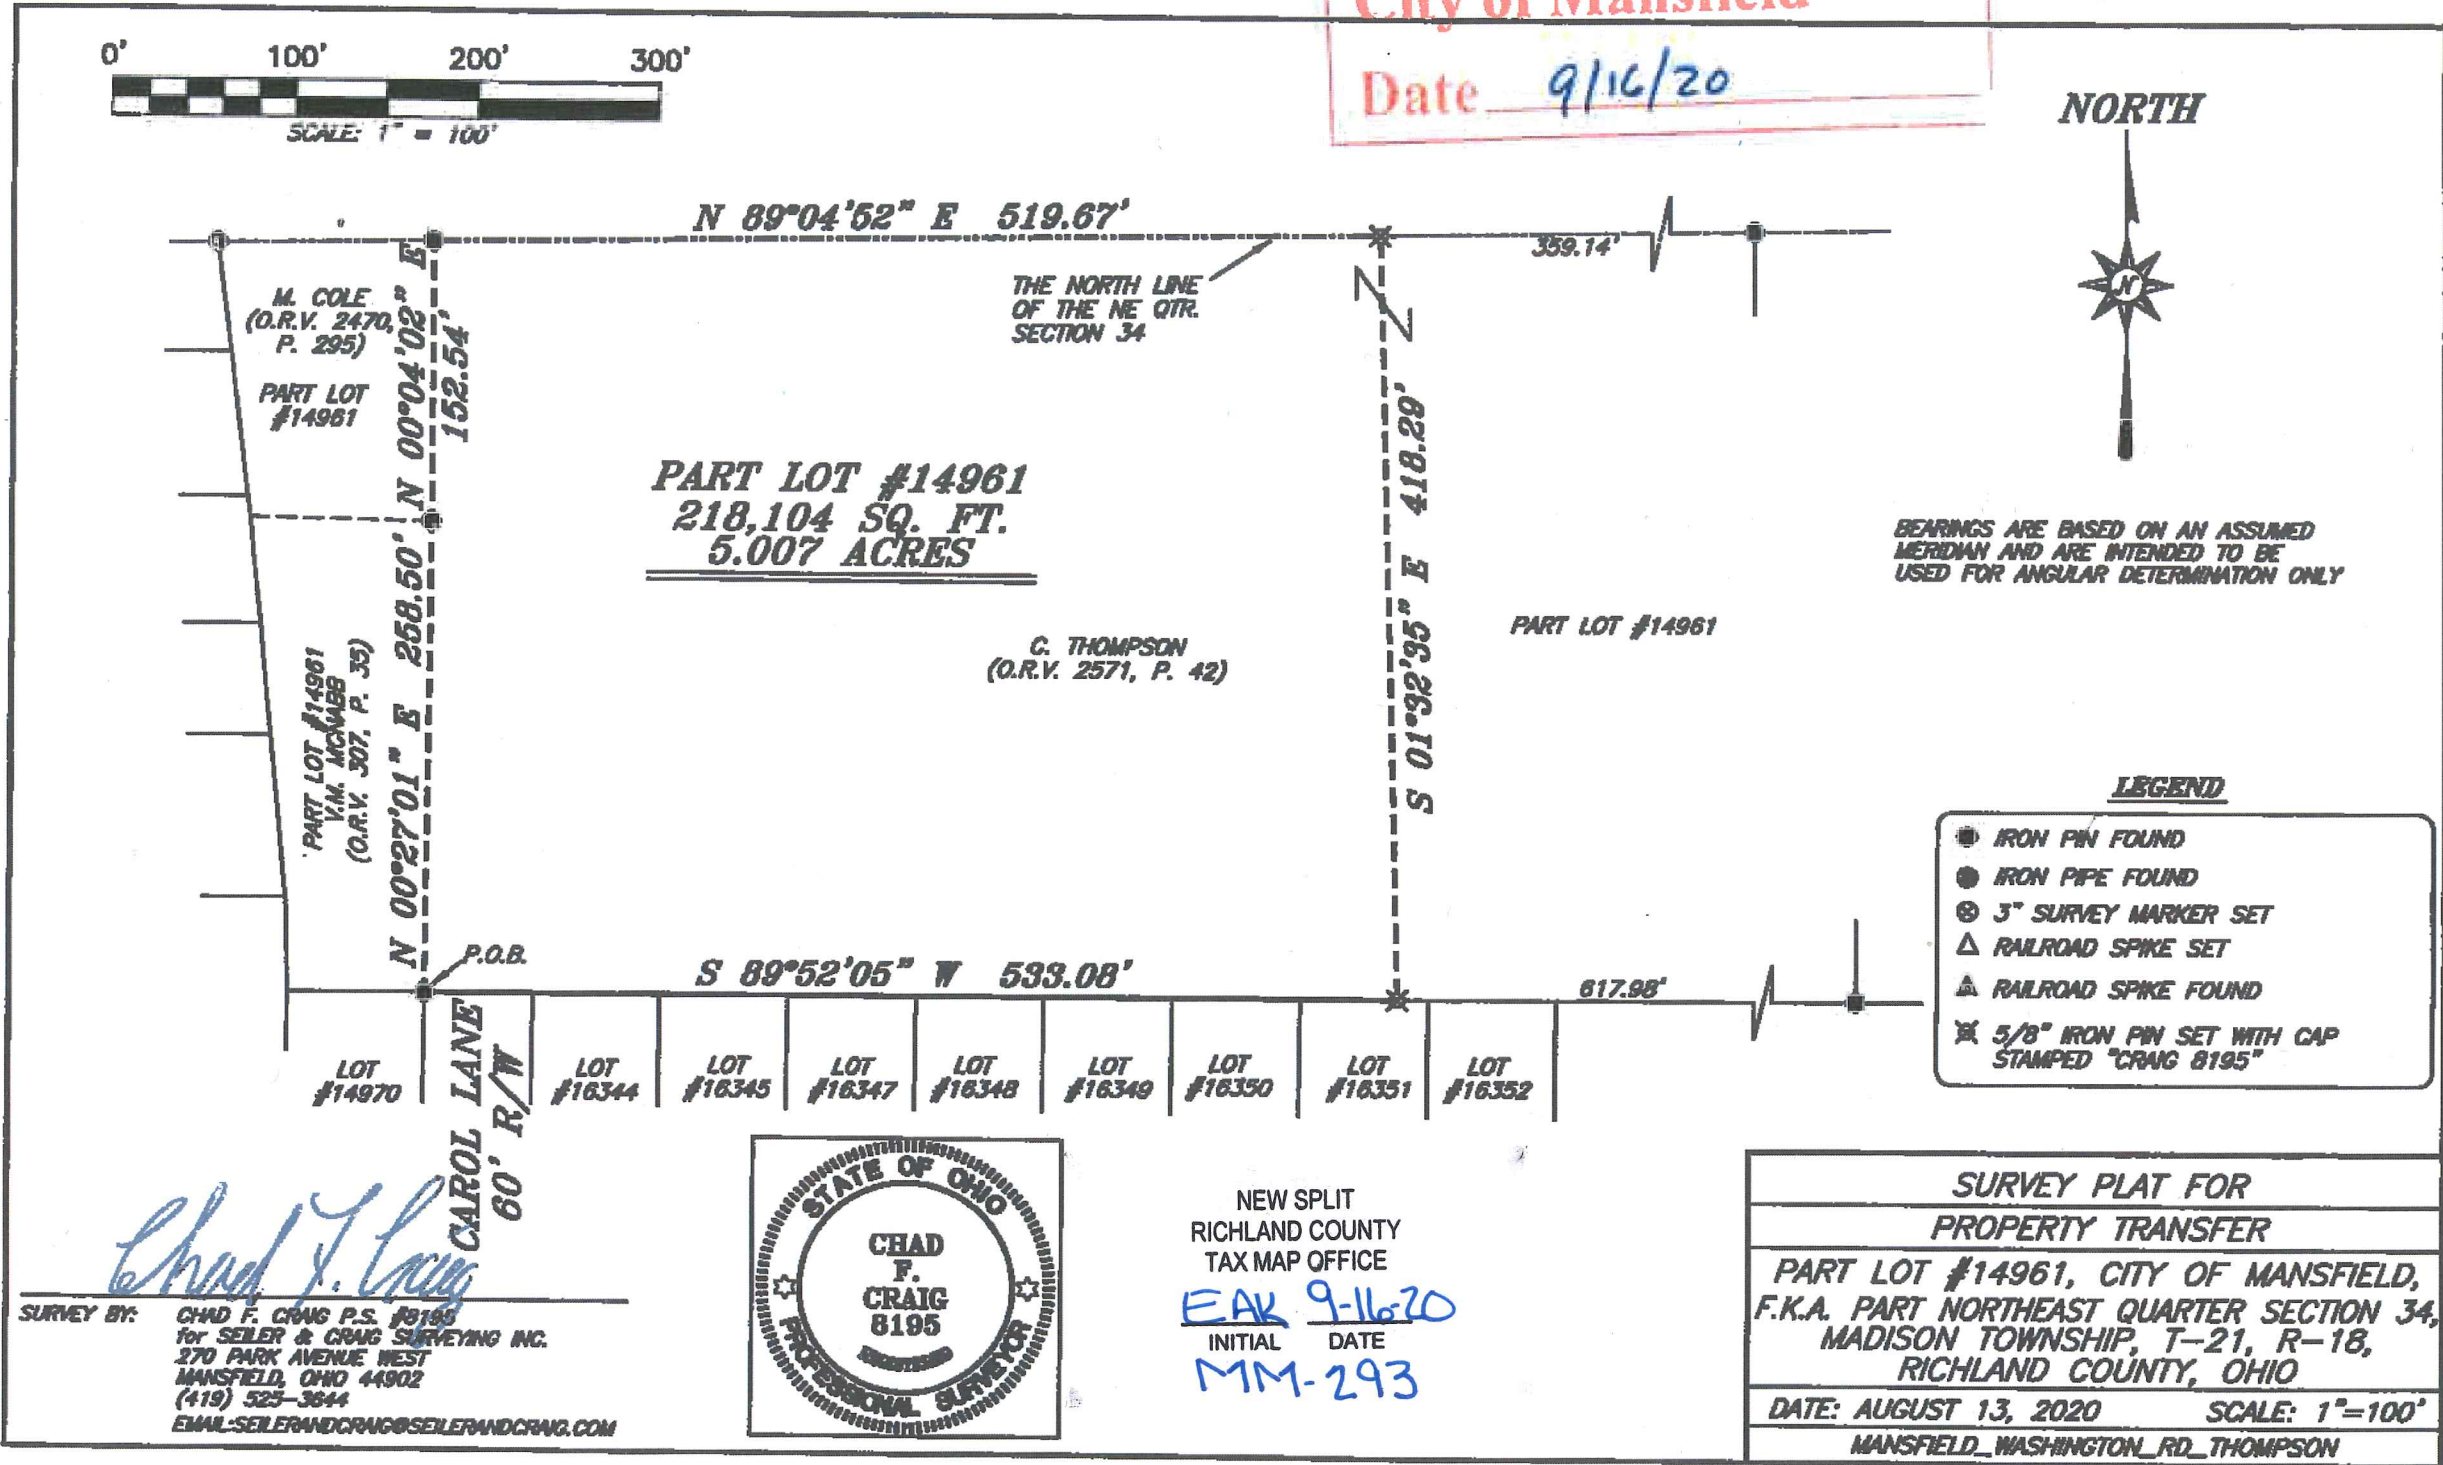 City of Mansfield
Date 9/16/20
0' 100' 200' 300'
SCALE: 1" = 100'
NORTH
N
N 89°04'52" E 519.67'
359.14'
THE NORTH LINE
OF THE NE QTR.
SECTION 34
M. COLE
(O.R.V. 2470,
P. 295)
PART LOT
#14961
N 00°04'02" E
152.54'
PART LOT #14961
218,104 SQ. FT.
5.007 ACRES
S 01°32'35" E 418.29'
BEARINGS ARE BASED ON AN ASSUMED
MERIDIAN AND ARE INTENDED TO BE
USED FOR ANGULAR DETERMINATION ONLY
C. THOMPSON
(O.R.V. 2571, P. 42)
PART LOT #14961
PART LOT #14961
V.M. MCNABB
(O.R.V. 307, P. 35)
N 00°27'01" E 258.50'
P.O.B.
S 89°52'05" W 533.08'
617.98'
LEGEND
IRON PIN FOUND
IRON PIPE FOUND
3" SURVEY MARKER SET
RAILROAD SPIKE SET
RAILROAD SPIKE FOUND
5/8" IRON PIN SET WITH CAP
STAMPED "CRAIG 8195"
LOT
#14970
CAROL LANE
60' R/W
LOT
#16344
LOT
#16345
LOT
#16347
LOT
#16348
LOT
#16349
LOT
#16350
LOT
#16351
LOT
#16352
Chad F. Craig
SURVEY BY: CHAD F. CRAIG P.S. #8195
for SEILER & CRAIG SURVEYING INC.
270 PARK AVENUE WEST
MANSFIELD, OHIO 44902
(419) 525-3644
EMAIL:SEILERANDCRAIG@SEILERANDCRAIG.COM
STATE OF OHIO
CHAD
F.
CRAIG
8195
REGISTERED
PROFESSIONAL SURVEYOR
NEW SPLIT
RICHLAND COUNTY
TAX MAP OFFICE
EAK 9-16-20
INITIAL DATE
MM-293
SURVEY PLAT FOR
PROPERTY TRANSFER
PART LOT #14961, CITY OF MANSFIELD,
F.K.A. PART NORTHEAST QUARTER SECTION 34,
MADISON TOWNSHIP, T-21, R-18,
RICHLAND COUNTY, OHIO
DATE: AUGUST 13, 2020 SCALE: 1"=100'
MANSFIELD_WASHINGTON_RD_THOMPSON